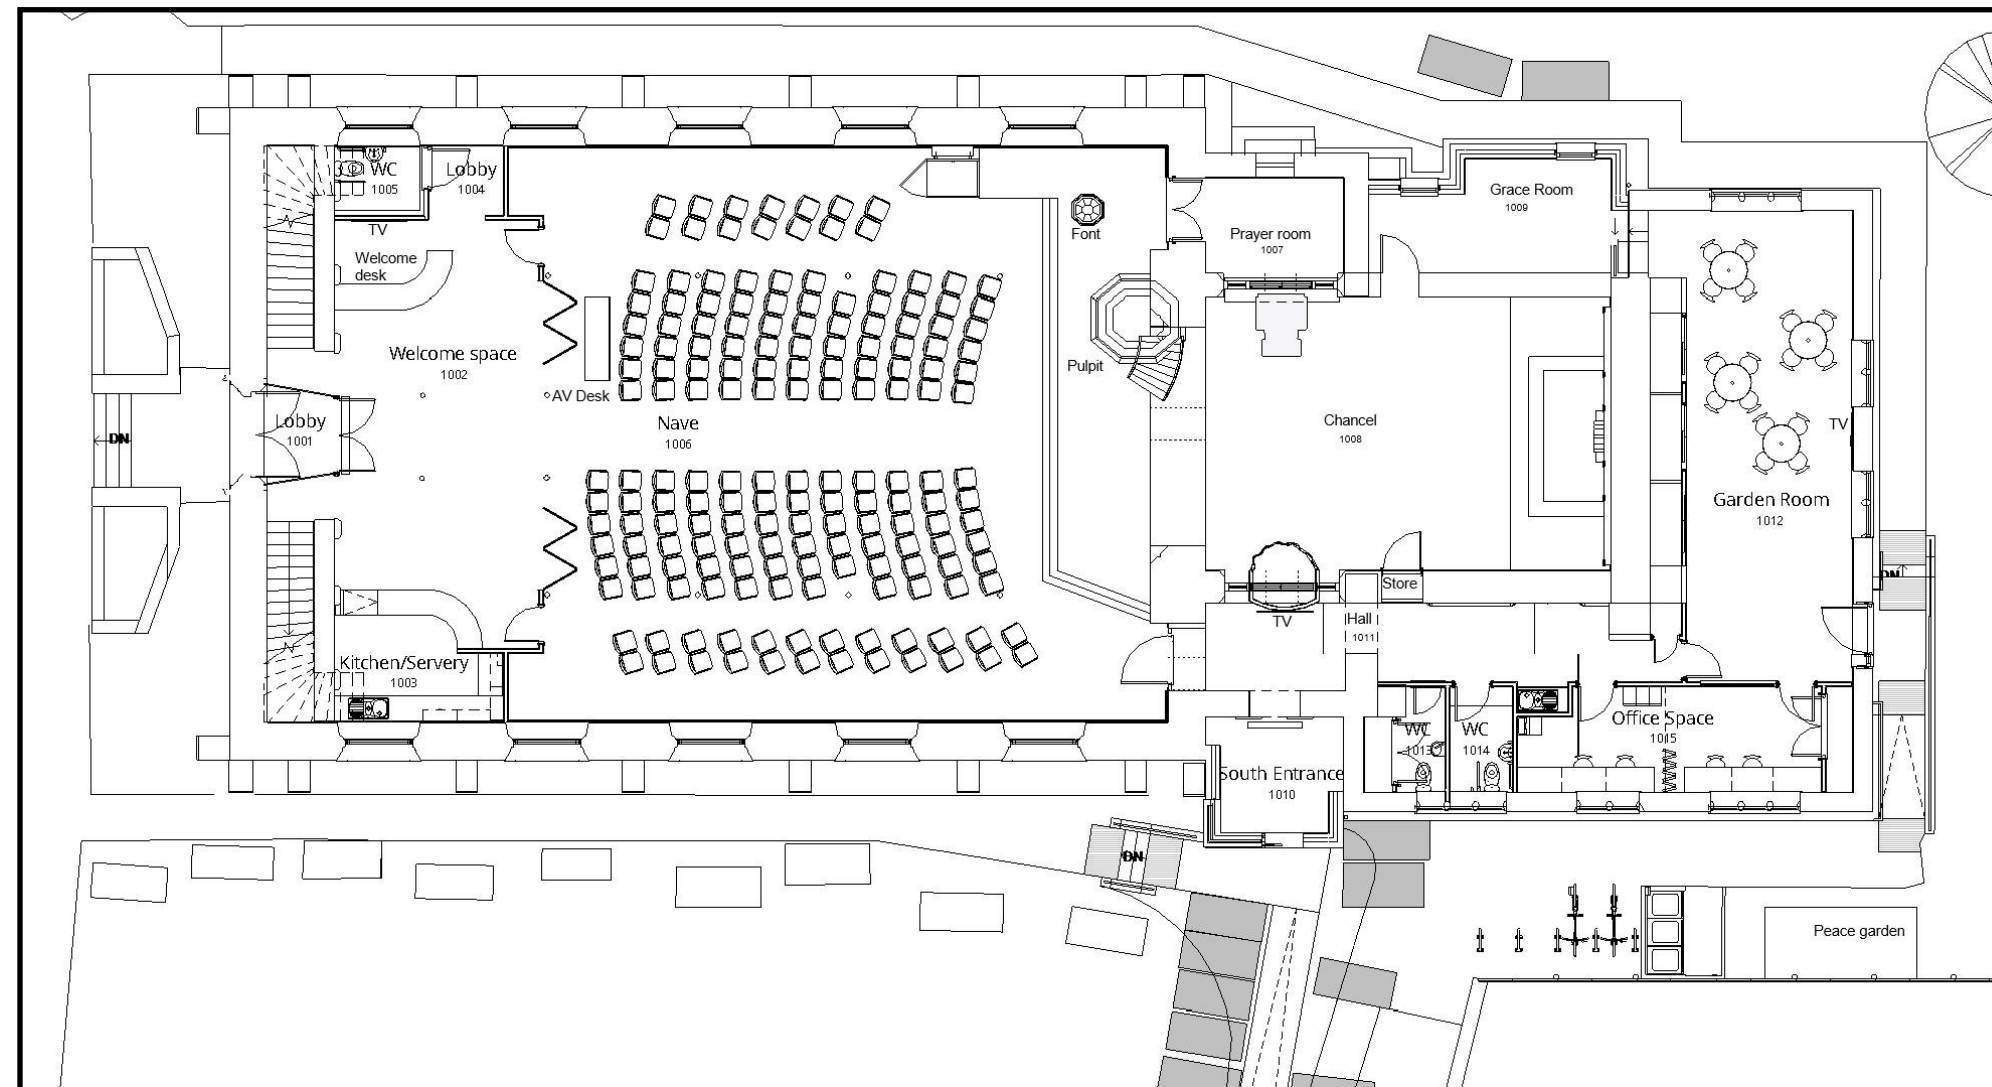 WC
1005
Lobby
1004
TV
Welcome
desk
Welcome space
1002
Lobby
1001
DN
Kitchen/Servery
1003
AV Desk
Nave
1006
Font
Pulpit
Prayer room
1007
Grace Room
1009
Chancel
1008
TV
Garden Room
1012
DN
Store
Hall
1011
TV
WC
1013
WC
1014
Office Space
1015
South Entrance
1010
DN
Peace garden